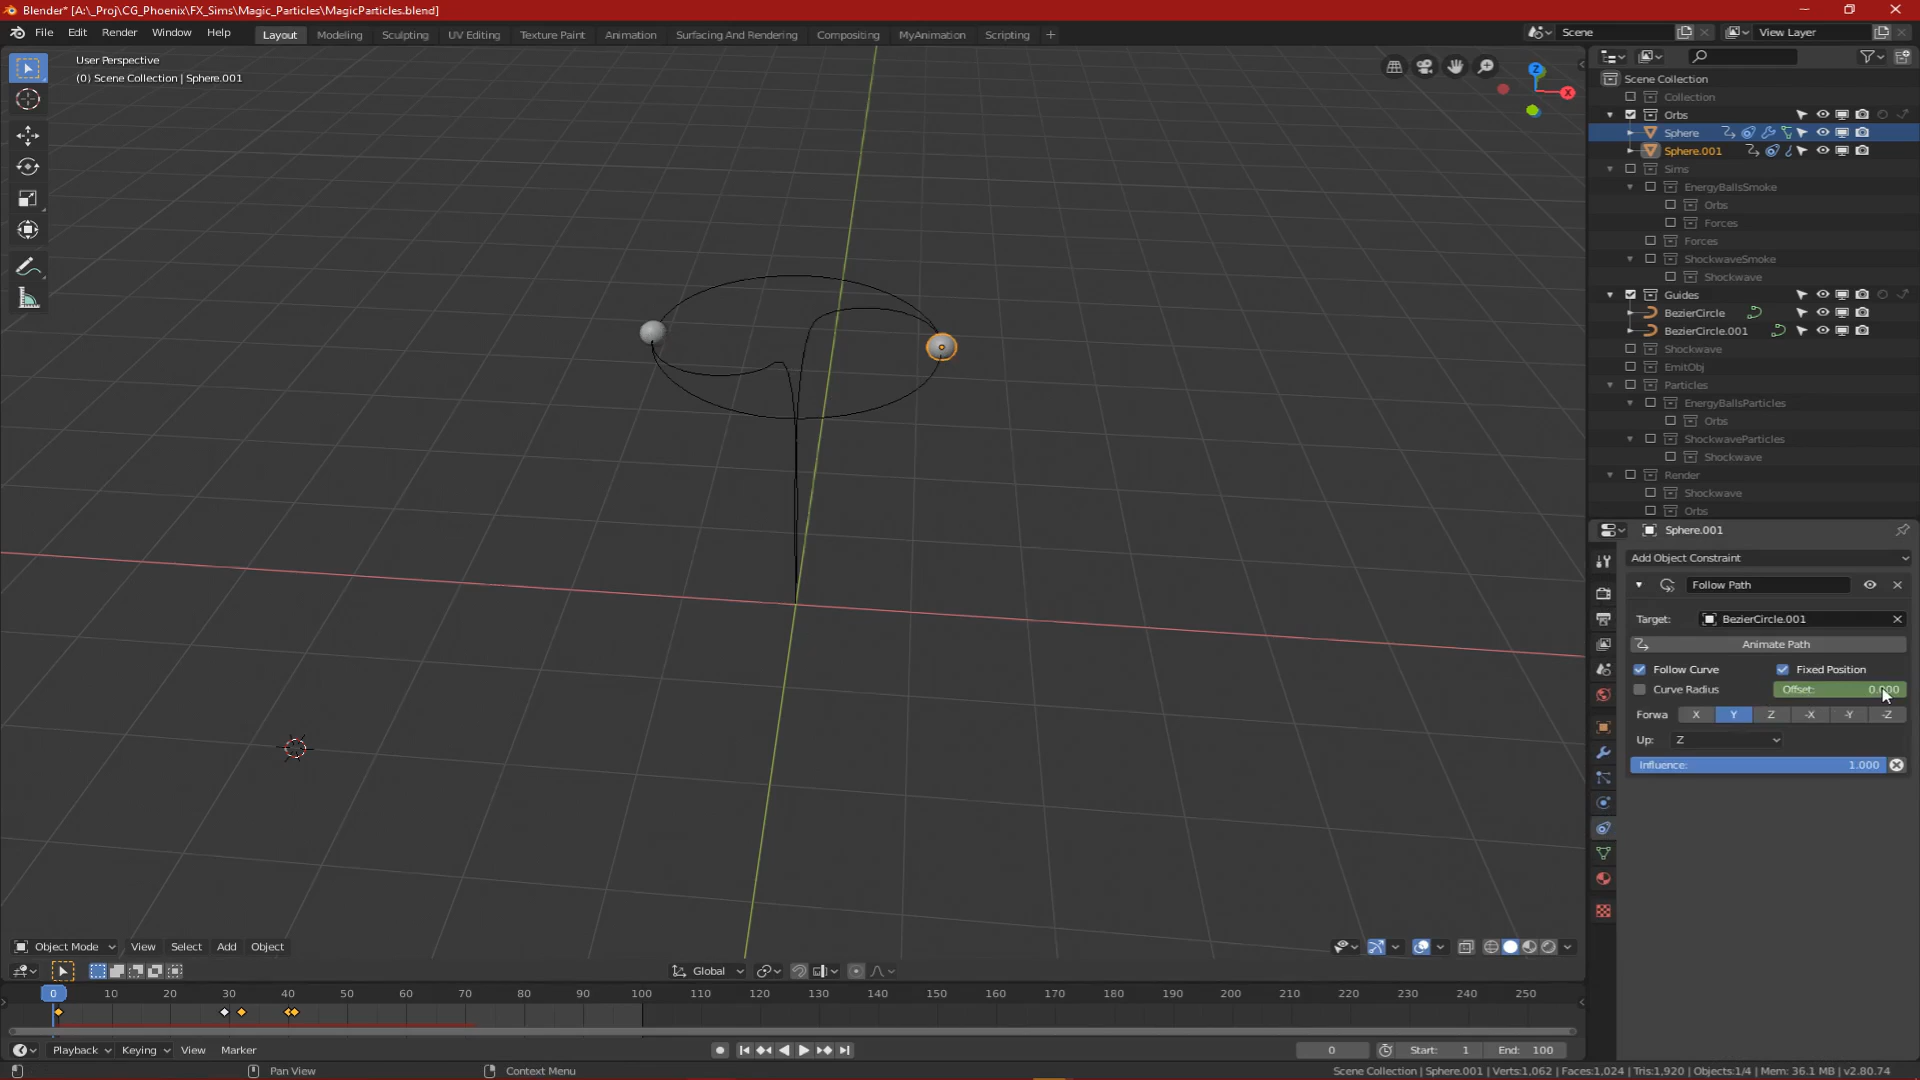 Blender* [A:\_Proj\CG_Phoenix\FX_Sims\Magic_Particles\MagicParticles.blend]
File Edit Render Window Help Layout Modeling Sculpting UV Editing Texture Paint Animation Surfacing And Rendering Compositing MyAnimation Scripting + Scene View Layer
User Perspective
(0) Scene Collection | Sphere.001
Z
X
Scene Collection
Collection
Orbs
Sphere
Sphere.001
Sims
EnergyBallsSmoke
Orbs
Forces
Forces
ShockwaveSmoke
Shockwave
Guides
BezierCircle
BezierCircle.001
Shockwave
EmitObj
Particles
EnergyBallsParticles
Orbs
ShockwaveParticles
Shockwave
Render
Shockwave
Orbs
Sphere.001
Add Object Constraint
Follow Path
Target: BezierCircle.001
Animate Path
Follow Curve Fixed Position
Curve Radius Offset: 0.000
Forwa X Y Z -X -Y -Z
Up: Z
Influence: 1.000
Object Mode View Select Add Object
Global
0 10 20 30 40 50 60 70 80 90 100 110 120 130 140 150 160 170 180 190 200 210 220 230 240 250
Playback Keying View Marker 0 Start: 1 End: 100
Pan View Context Menu Scene Collection | Sphere.001 | Verts:1,062 | Faces:1,024 | Tris:1,920 | Objects:1/4 | Mem: 36.1 MB | v2.80.74